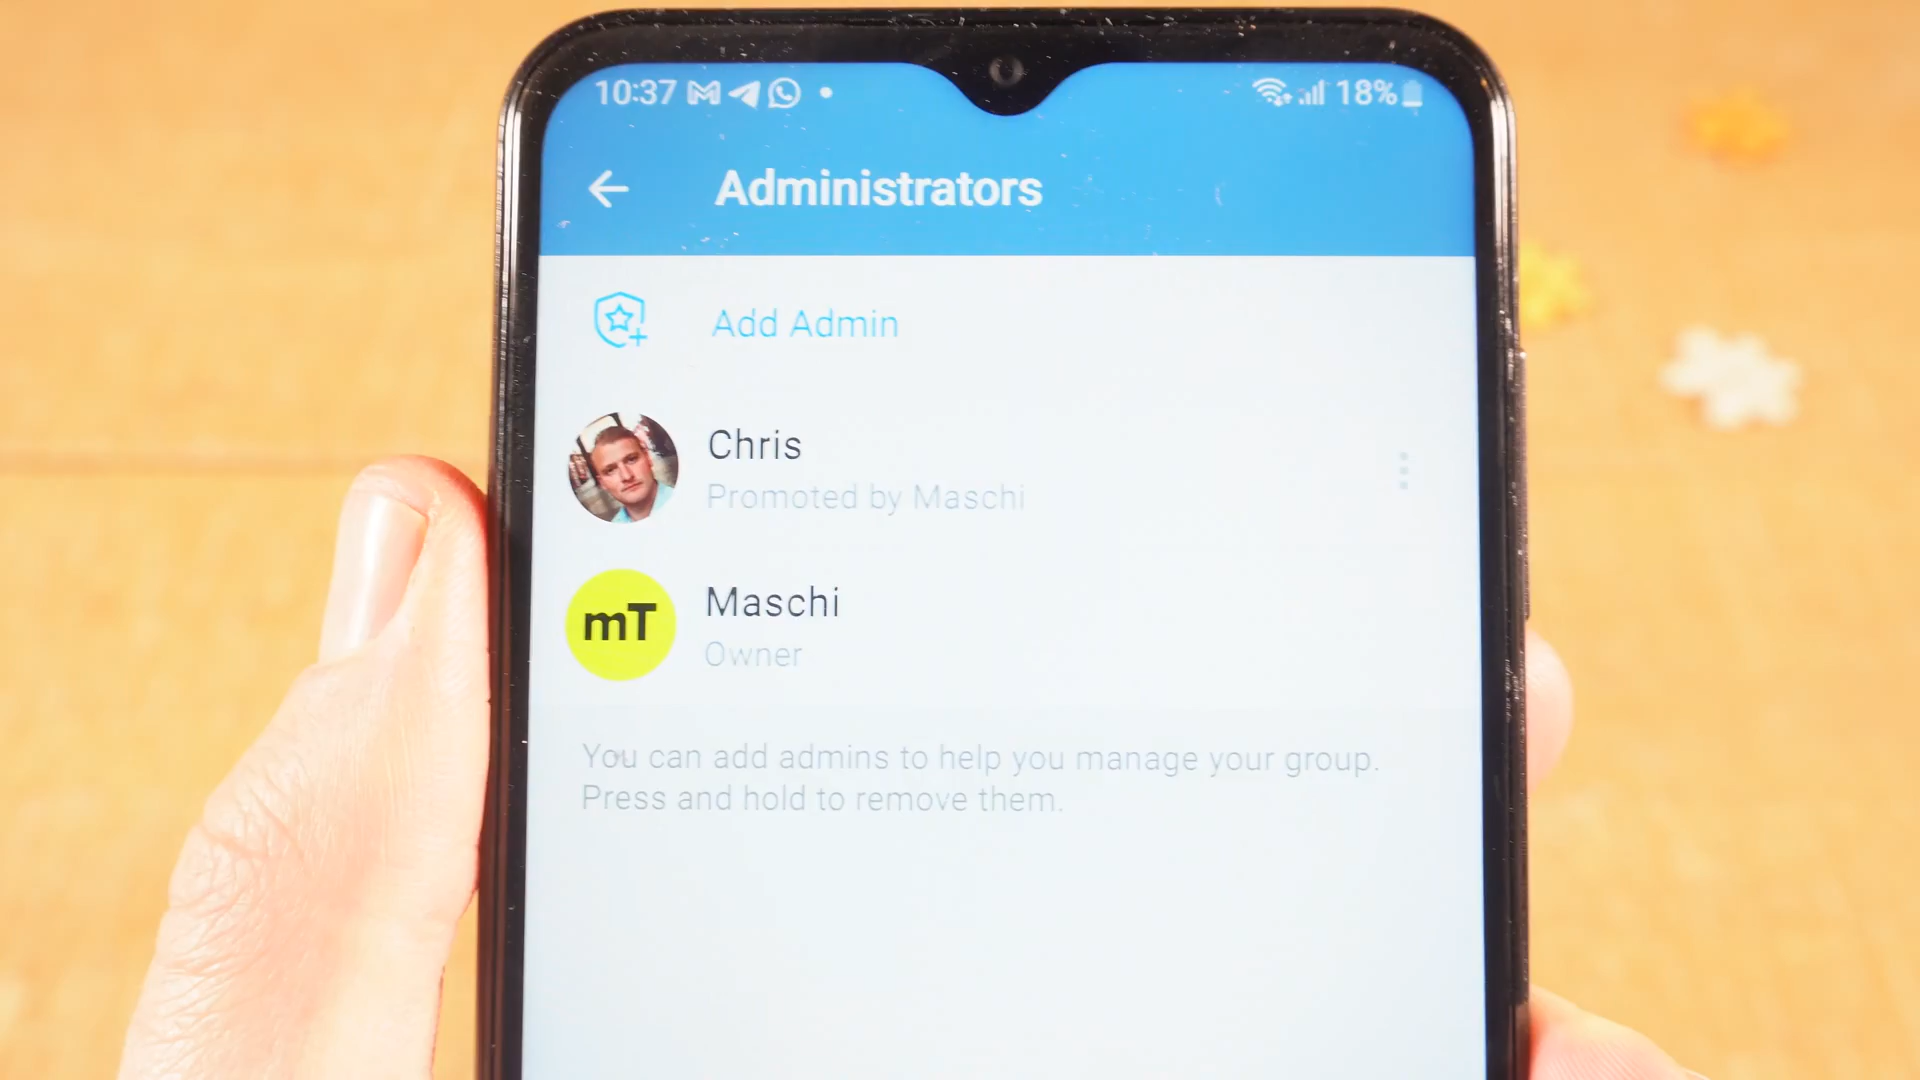 10:37 18%
Administrators
Add Admin
Chris
Promoted by Maschi
mT
Maschi
Owner
You can add admins to help you manage your group.
Press and hold to remove them.